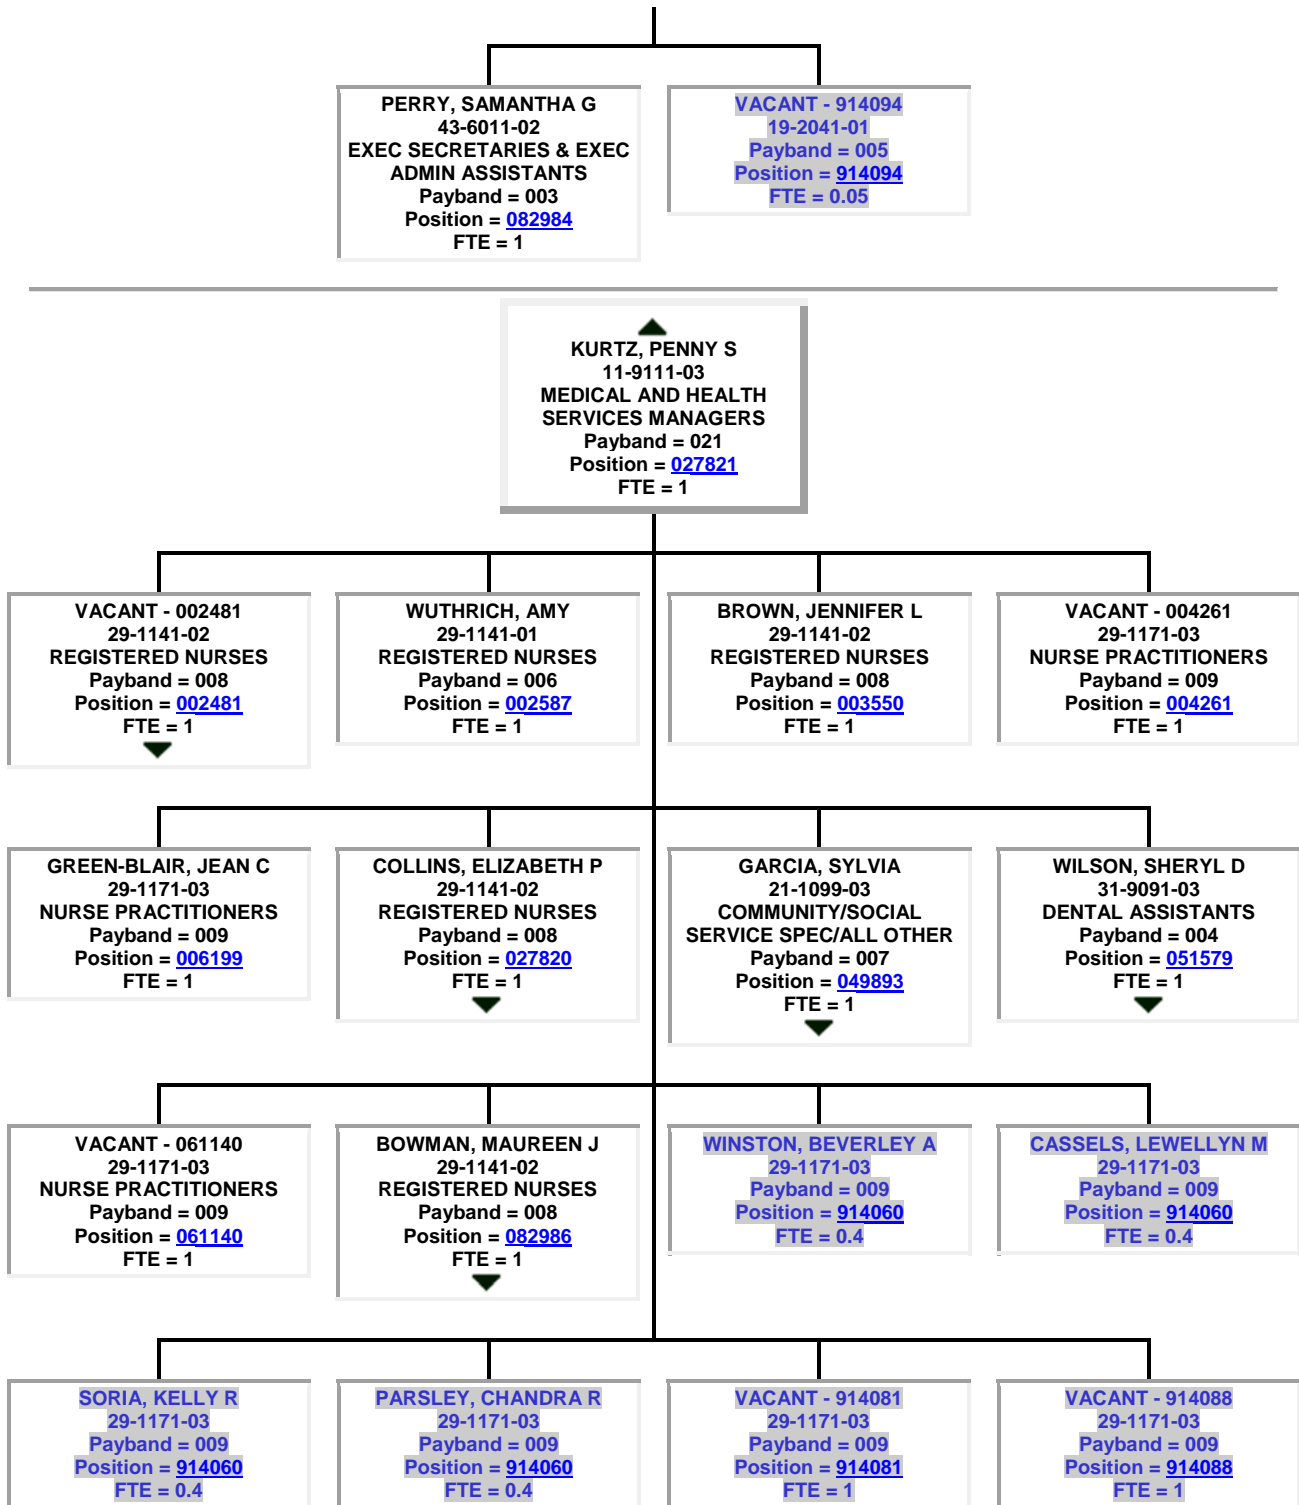 PERRY, SAMANTHA G
43-6011-02
EXEC SECRETARIES & EXEC
ADMIN ASSISTANTS
Payband = 003
Position = 082984
FTE = 1
VACANT - 914094
19-2041-01
Payband = 005
Position = 914094
FTE = 0.05
KURTZ, PENNY S
11-9111-03
MEDICAL AND HEALTH
SERVICES MANAGERS
Payband = 021
Position = 027821
FTE = 1
VACANT - 002481
29-1141-02
REGISTERED NURSES
Payband = 008
Position = 002481
FTE = 1
WUTHRICH, AMY
29-1141-01
REGISTERED NURSES
Payband = 006
Position = 002587
FTE = 1
BROWN, JENNIFER L
29-1141-02
REGISTERED NURSES
Payband = 008
Position = 003550
FTE = 1
VACANT - 004261
29-1171-03
NURSE PRACTITIONERS
Payband = 009
Position = 004261
FTE = 1
GREEN-BLAIR, JEAN C
29-1171-03
NURSE PRACTITIONERS
Payband = 009
Position = 006199
FTE = 1
COLLINS, ELIZABETH P
29-1141-02
REGISTERED NURSES
Payband = 008
Position = 027820
FTE = 1
GARCIA, SYLVIA
21-1099-03
COMMUNITY/SOCIAL
SERVICE SPEC/ALL OTHER
Payband = 007
Position = 049893
FTE = 1
WILSON, SHERYL D
31-9091-03
DENTAL ASSISTANTS
Payband = 004
Position = 051579
FTE = 1
VACANT - 061140
29-1171-03
NURSE PRACTITIONERS
Payband = 009
Position = 061140
FTE = 1
BOWMAN, MAUREEN J
29-1141-02
REGISTERED NURSES
Payband = 008
Position = 082986
FTE = 1
WINSTON, BEVERLEY A
29-1171-03
Payband = 009
Position = 914060
FTE = 0.4
CASSELS, LEWELLYN M
29-1171-03
Payband = 009
Position = 914060
FTE = 0.4
SORIA, KELLY R
29-1171-03
Payband = 009
Position = 914060
FTE = 0.4
PARSLEY, CHANDRA R
29-1171-03
Payband = 009
Position = 914060
FTE = 0.4
VACANT - 914081
29-1171-03
Payband = 009
Position = 914081
FTE = 1
VACANT - 914088
29-1171-03
Payband = 009
Position = 914088
FTE = 1